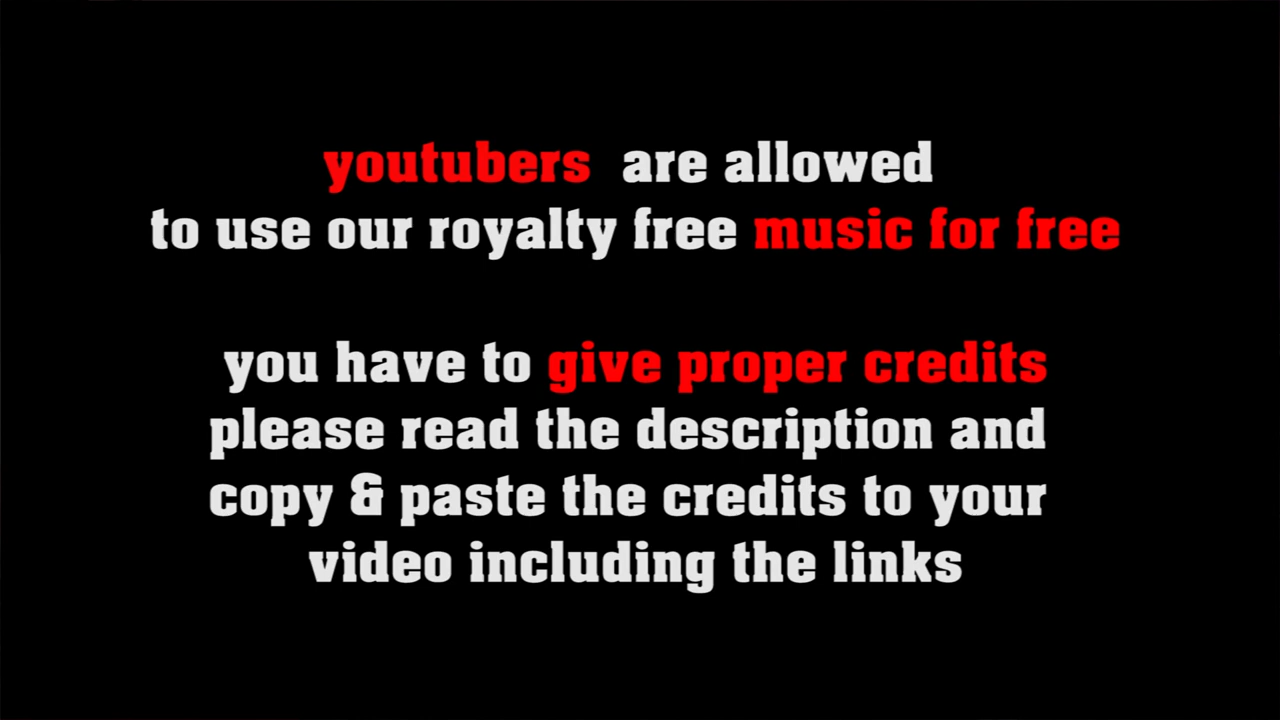 youtubers are allowed
to use our royalty free music for free
you have to give proper credits
please read the description and
copy & paste the credits to your
video including the links